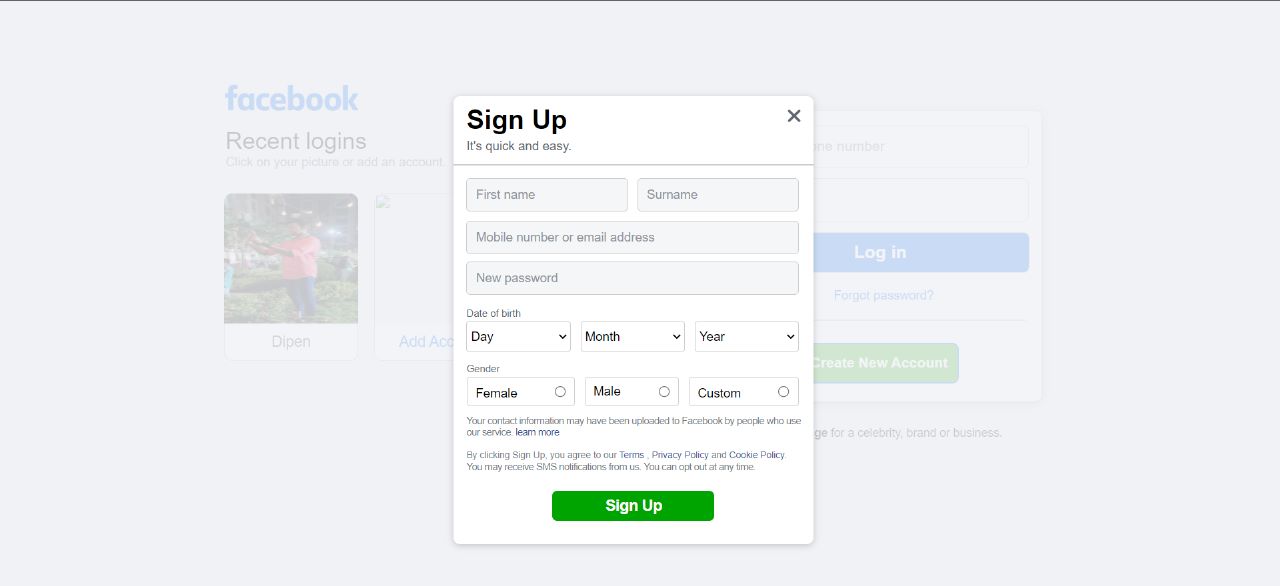 facebook
Recent logins
Click on your picture or add an account.
Dipen
Add Acc
Sign Up
It's quick and easy.
First name
Surname
Mobile number or email address
New password
Date of birth
Day
Month
Year
Gender
Female
Male
Custom
Your contact information may have been uploaded to Facebook by people who use
our service. learn more
By clicking Sign Up, you agree to our Terms , Privacy Policy and Cookie Policy.
You may receive SMS notifications from us. You can opt out at any time.
Sign Up
number
Log in
Forgot password?
Create New Account
for a celebrity, brand or business.